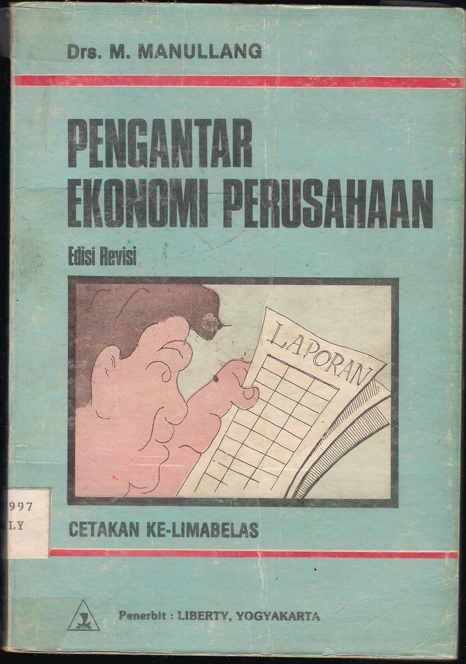 Drs. M. MANULLANG
PENGANTAR
EKONOMI PERUSAHAAN
Edisi Revisi
LAPORAN
997
LY
CETAKAN KE-LIMABELAS
Penerbit : LIBERTY, YOGYAKARTA